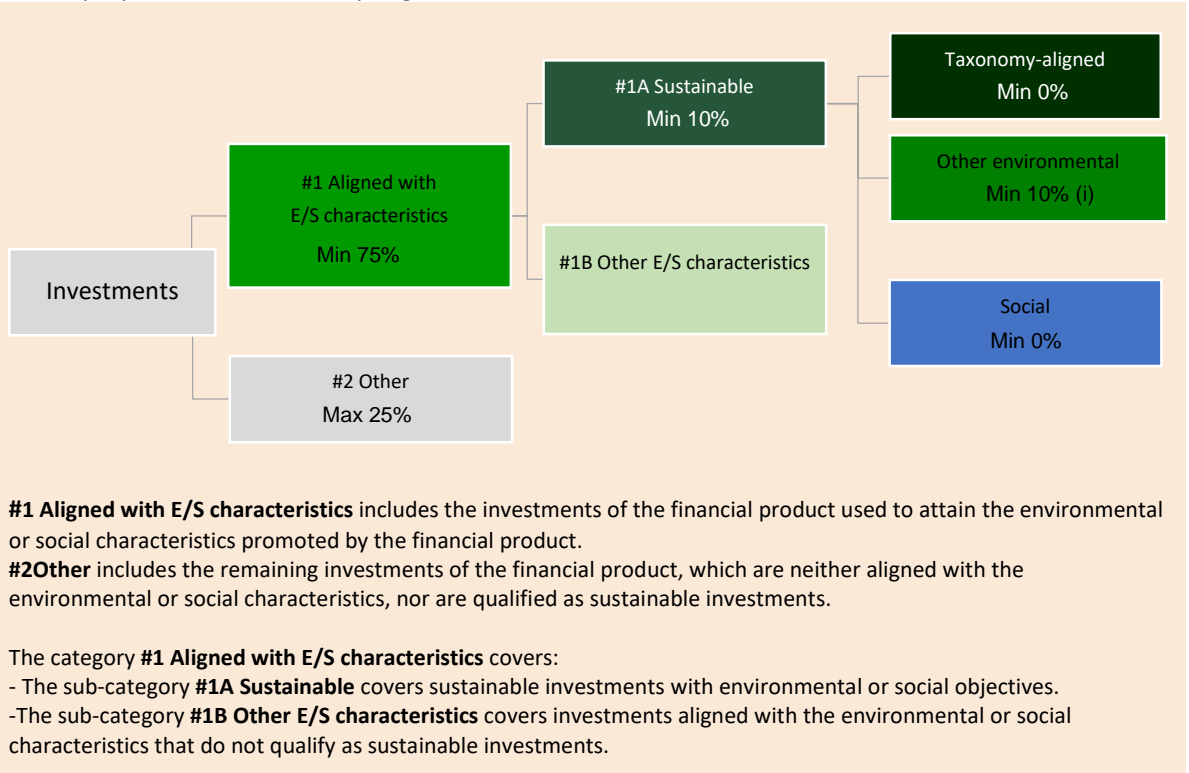 Investments
#1 Aligned with
E/S characteristics
Min 75%
#2 Other
Max 25%
#1A Sustainable
Min 10%
#1B Other E/S characteristics
Taxonomy-aligned
Min 0%
Other environmental
Min 10% (i)
Social
Min 0%
#1 Aligned with E/S characteristics includes the investments of the financial product used to attain the environmental
or social characteristics promoted by the financial product.
#2Other includes the remaining investments of the financial product, which are neither aligned with the
environmental or social characteristics, nor are qualified as sustainable investments.
The category #1 Aligned with E/S characteristics covers:
- The sub-category #1A Sustainable covers sustainable investments with environmental or social objectives.
-The sub-category #1B Other E/S characteristics covers investments aligned with the environmental or social
characteristics that do not qualify as sustainable investments.